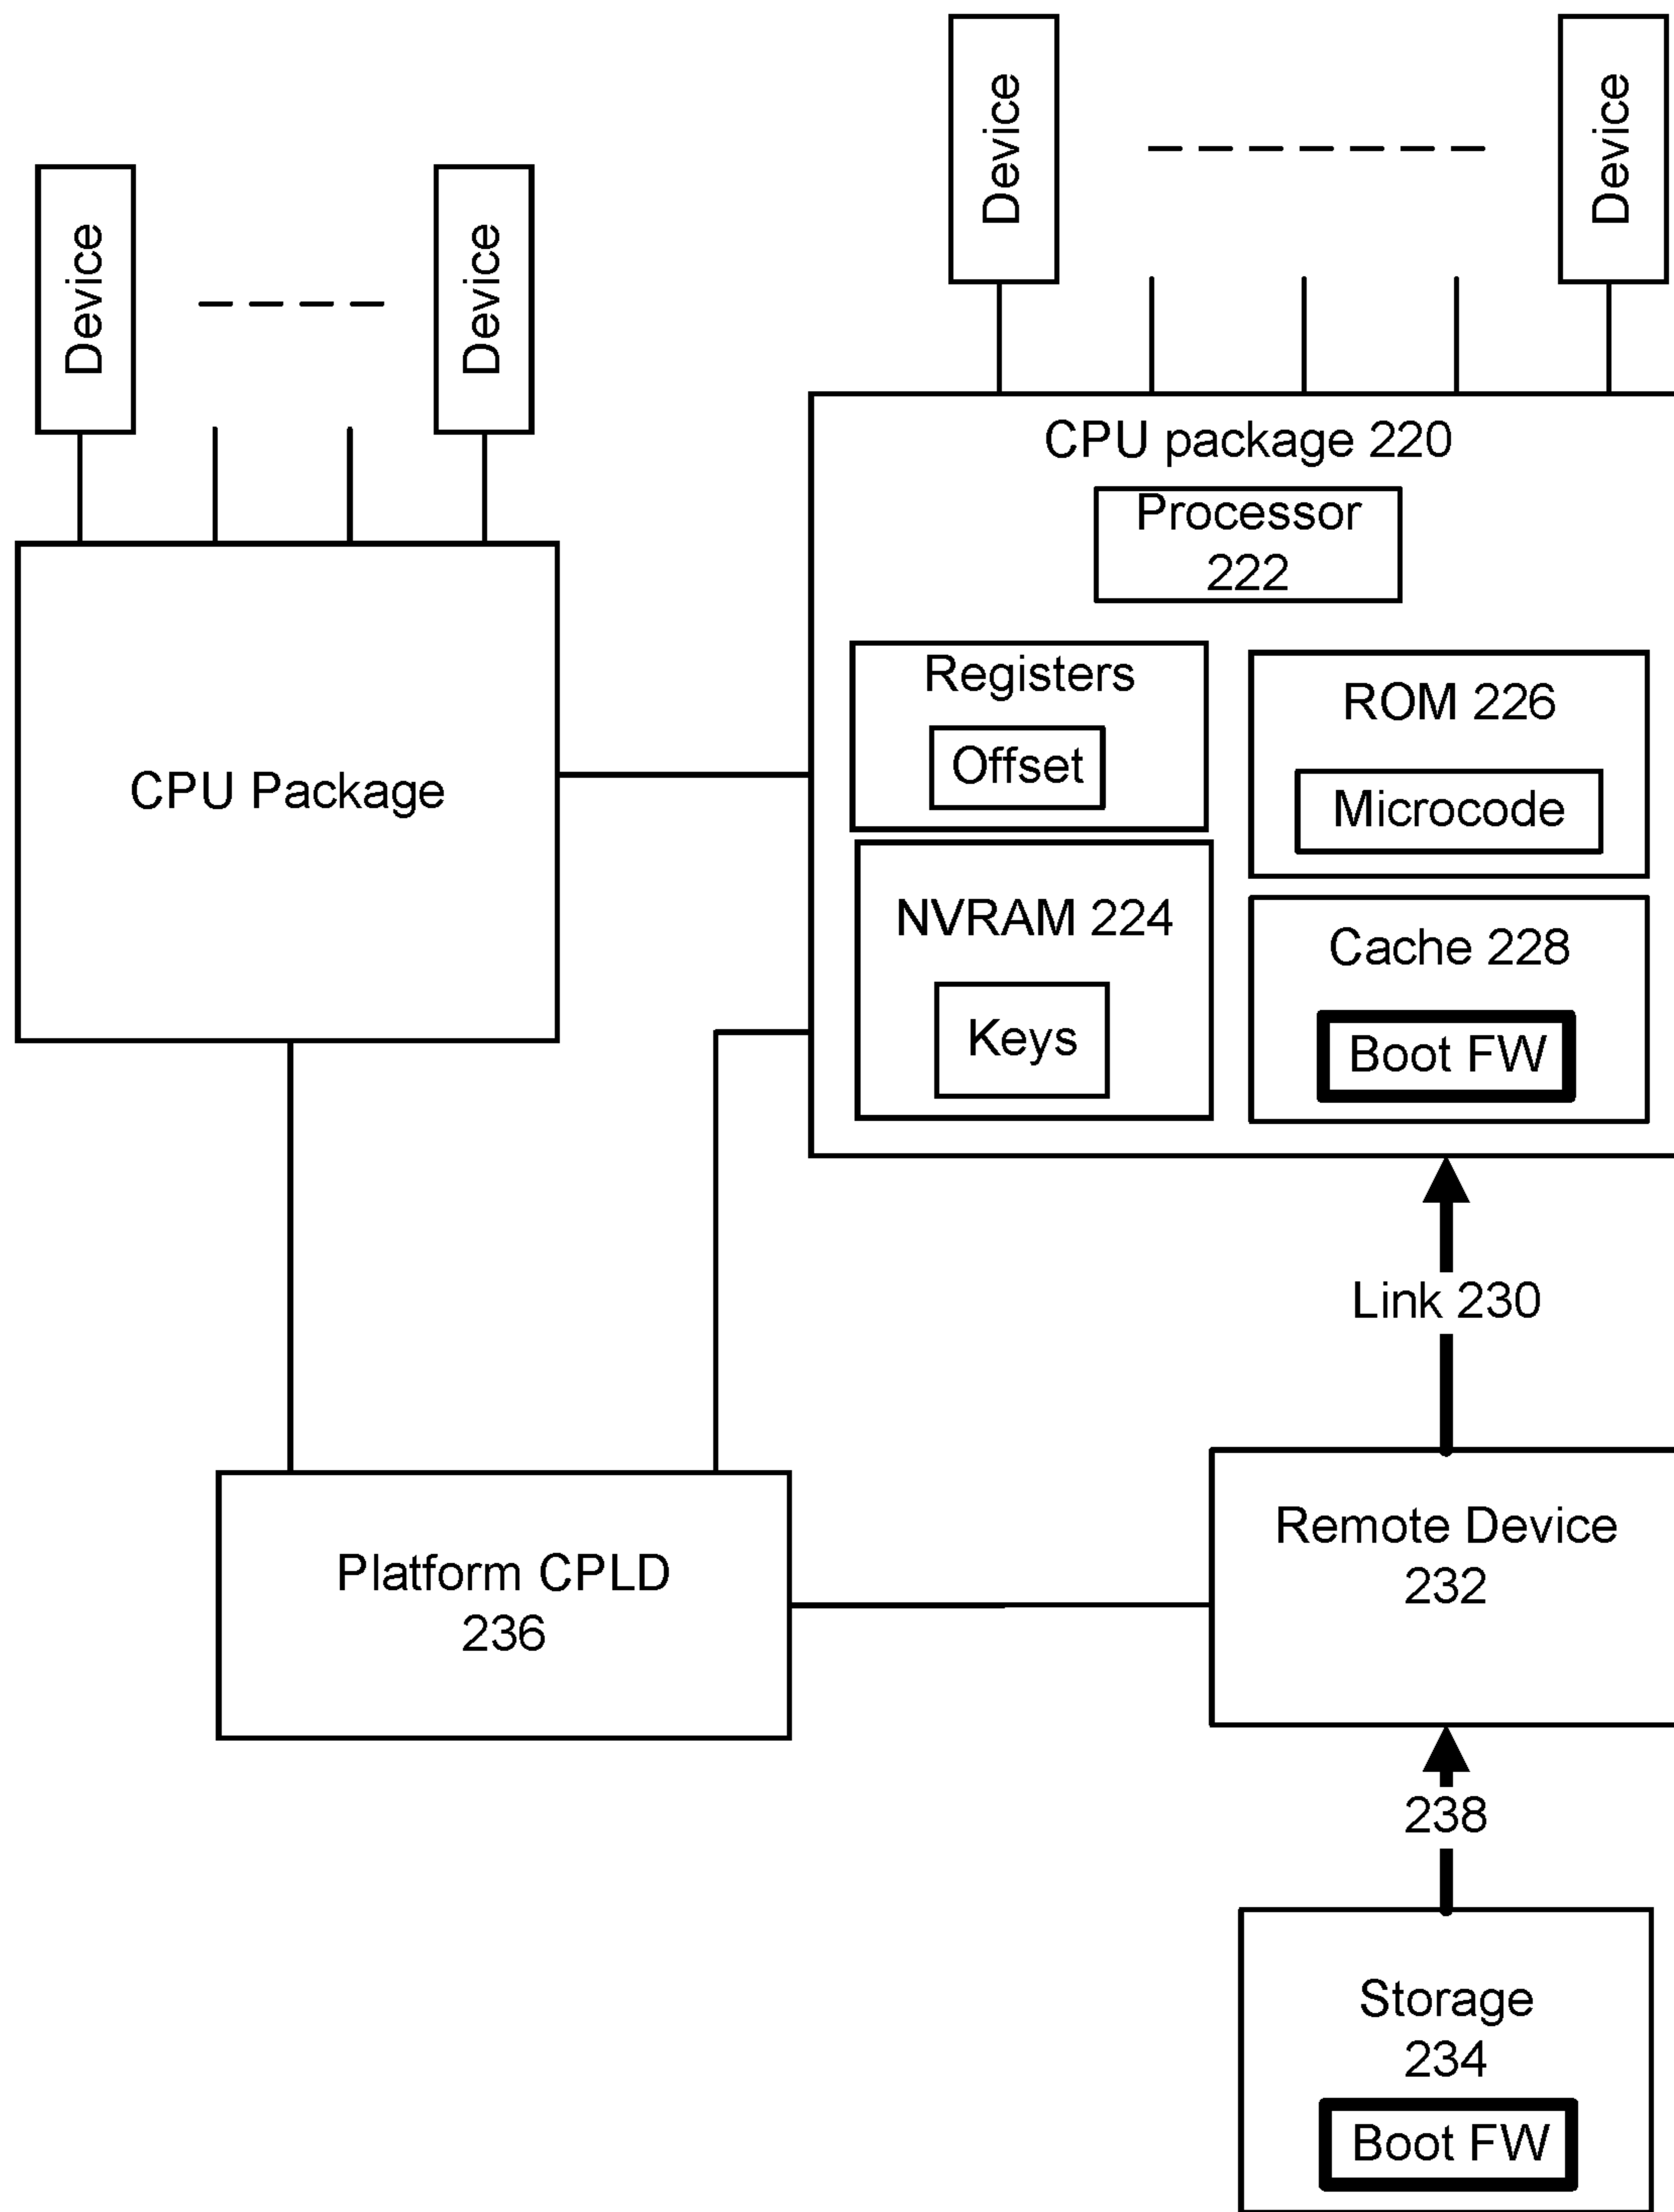 Device
Device
Device
Device
CPU package 220
Processor
222
Registers
Offset
ROM 226
Microcode
CPU Package
NVRAM 224
Keys
Cache 228
Boot FW
Link 230
Remote Device
232
Platform CPLD
236
238
Storage
234
Boot FW